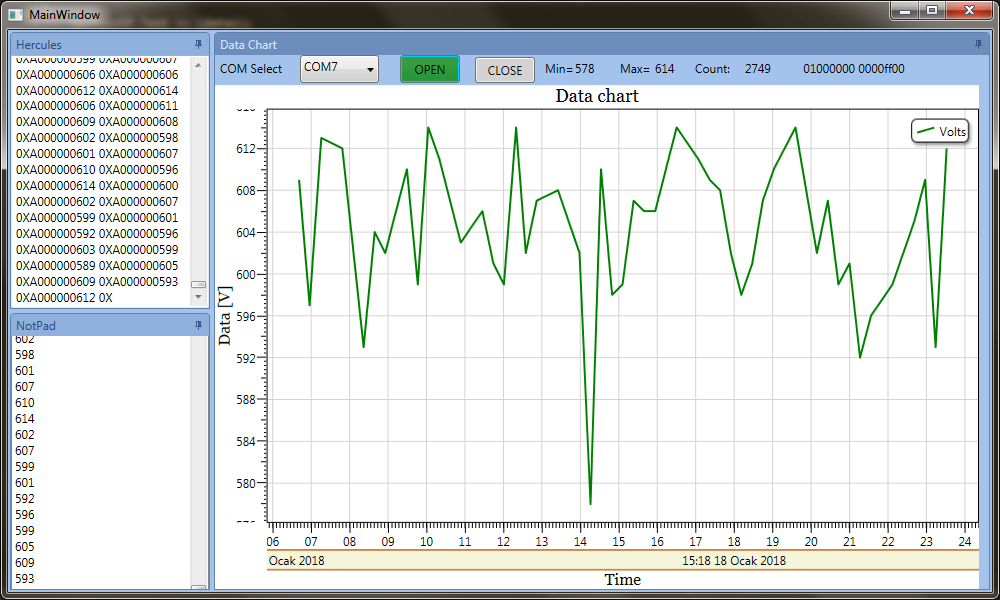 MainWindow
Hercules
0XA000000599 0XA000000607
0XA000000606 0XA000000606
0XA000000612 0XA000000614
0XA000000606 0XA000000611
0XA000000609 0XA000000608
0XA000000602 0XA000000598
0XA000000601 0XA000000607
0XA000000610 0XA000000596
0XA000000614 0XA000000600
0XA000000602 0XA000000607
0XA000000599 0XA000000601
0XA000000592 0XA000000596
0XA000000603 0XA000000599
0XA000000589 0XA000000605
0XA000000609 0XA000000593
0XA000000612 0X
NotPad
602
598
601
607
610
614
602
607
599
601
592
596
599
605
609
593
Data Chart
COM Select COM7 OPEN CLOSE Min= 578 Max= 614 Count: 2749 01000000 0000ff00
Data chart
Volts
Data [V]
616
612
608
604
600
596
592
588
584
580
576
06 07 08 09 10 11 12 13 14 15 16 17 18 19 20 21 22 23 24
Ocak 2018 15:18 18 Ocak 2018
Time